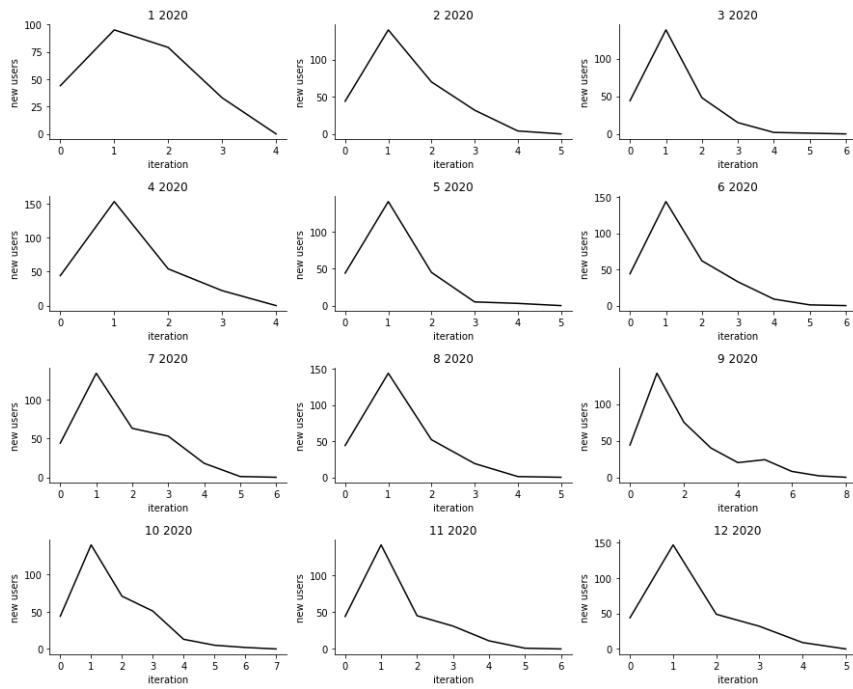 1 2020
100
75
50
25
0
new users
0 1 2 3 4
iteration
2 2020
100
50
0
new users
0 1 2 3 4 5
iteration
3 2020
100
50
0
new users
0 1 2 3 4 5 6
iteration
4 2020
150
100
50
0
new users
0 1 2 3 4
iteration
5 2020
100
50
0
new users
0 1 2 3 4 5
iteration
6 2020
150
100
50
0
new users
0 1 2 3 4 5 6
iteration
7 2020
100
50
0
new users
0 1 2 3 4 5 6
iteration
8 2020
150
100
50
0
new users
0 1 2 3 4 5
iteration
9 2020
100
50
0
new users
0 2 4 6 8
iteration
10 2020
100
50
0
new users
0 1 2 3 4 5 6 7
iteration
11 2020
100
50
0
new users
0 1 2 3 4 5 6
iteration
12 2020
150
100
50
0
new users
0 1 2 3 4 5
iteration